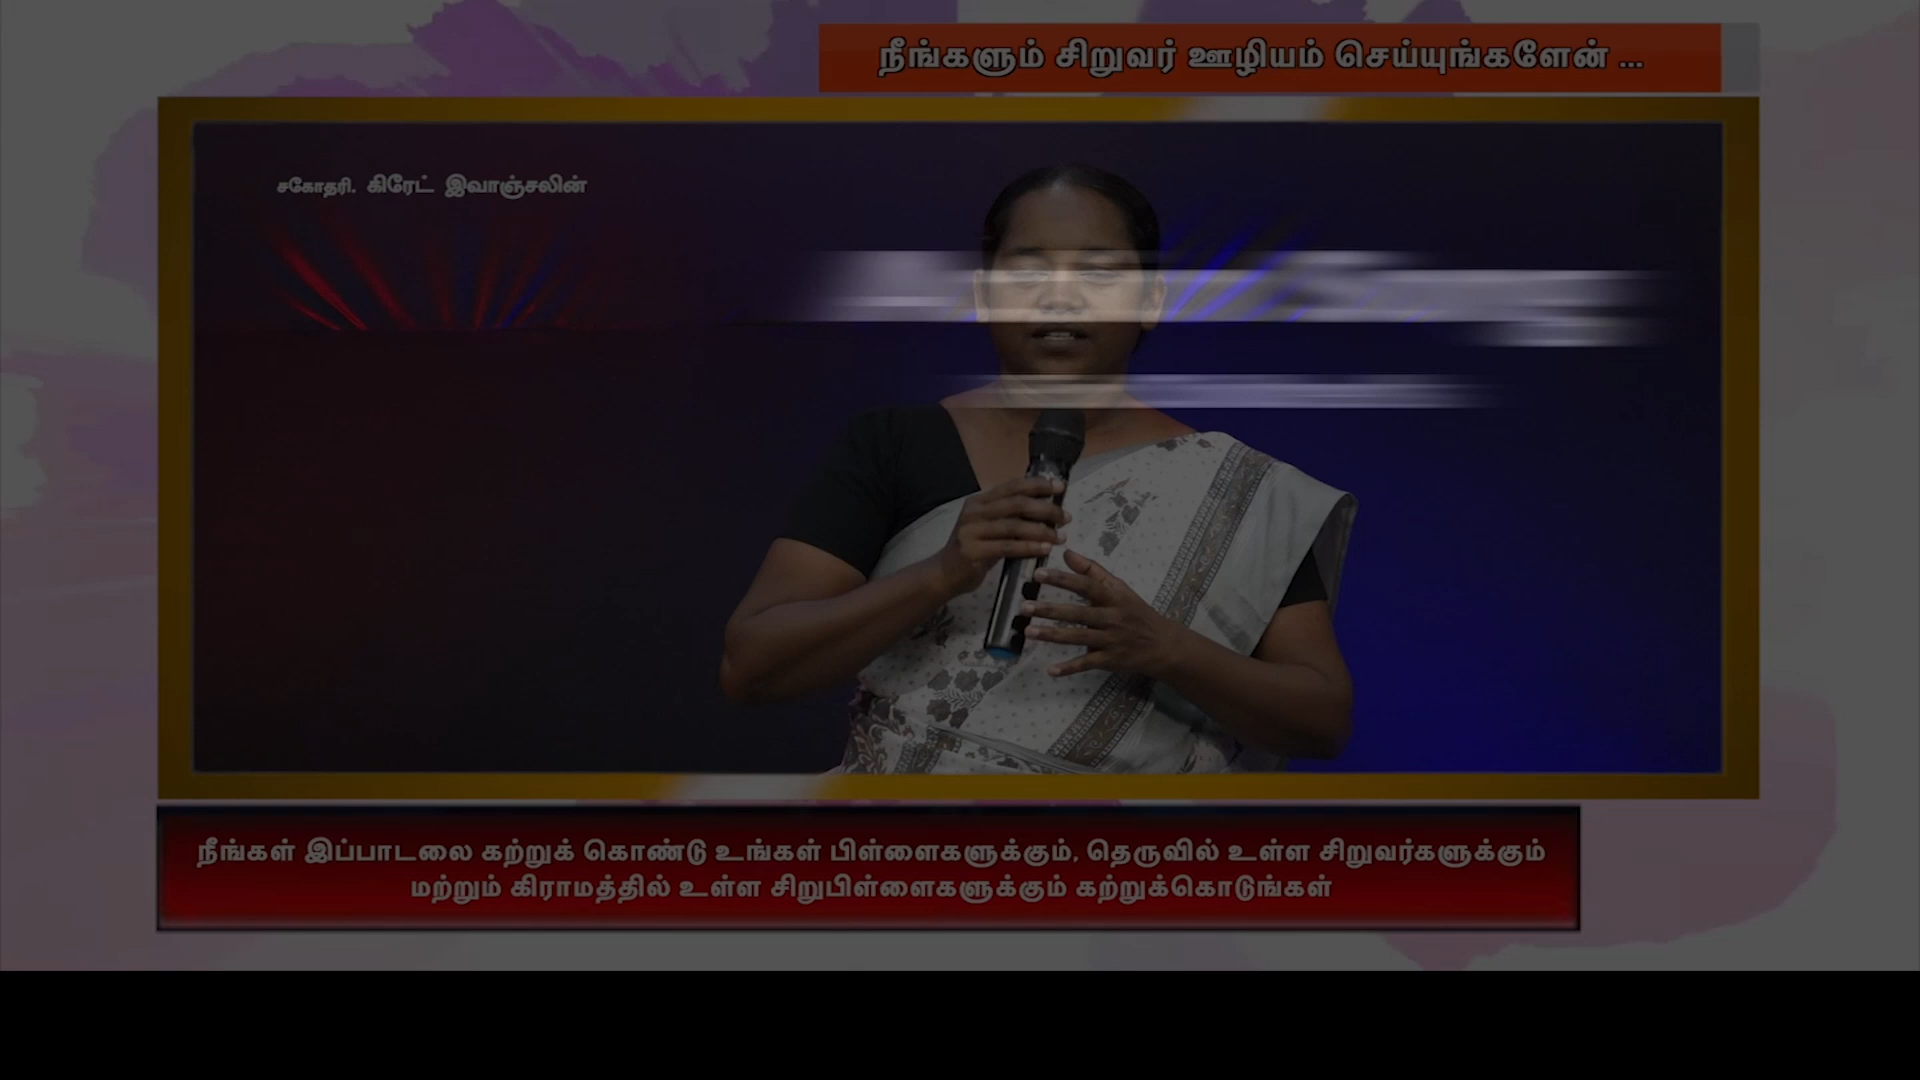 நீங்களும் சிறுவர் ஊழியம் செய்யுங்களேன் ...
சகோதரி. கிரேட் இவாஞ்சலின்
நீங்கள் இப்பாடலை கற்றுக் கொண்டு உங்கள் பிள்ளைகளுக்கும், தெருவில் உள்ள சிறுவர்களுக்கும்
மற்றும் கிராமத்தில் உள்ள சிறுபிள்ளைகளுக்கும் கற்றுக்கொடுங்கள்